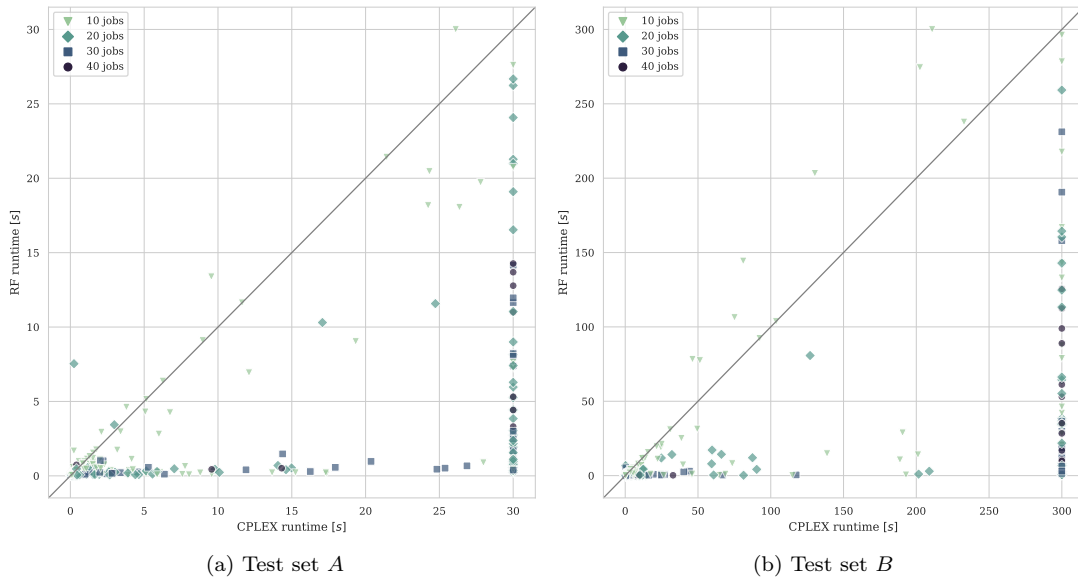 10 jobs
20 jobs
30 jobs
40 jobs
30
25
20
15
10
5
0
RF runtime [s]
0 5 10 15 20 25 30
CPLEX runtime [s]
(a) Test set A
10 jobs
20 jobs
30 jobs
40 jobs
300
250
200
150
100
50
0
RF runtime [s]
0 50 100 150 200 250 300
CPLEX runtime [s]
(b) Test set B